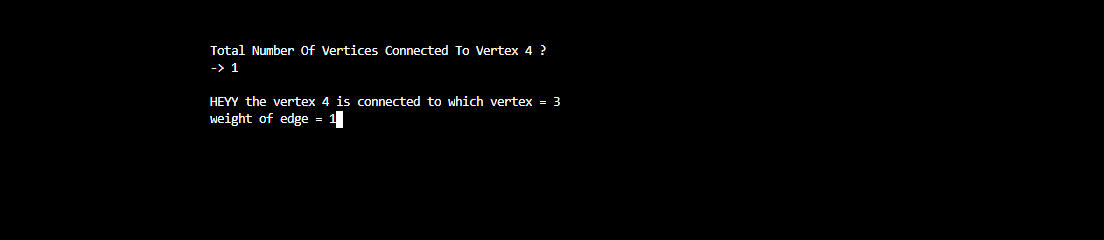 Total Number Of Vertices Connected To Vertex 4 ?
-> 1
HEYY the vertex 4 is connected to which vertex = 3
weight of edge = 1